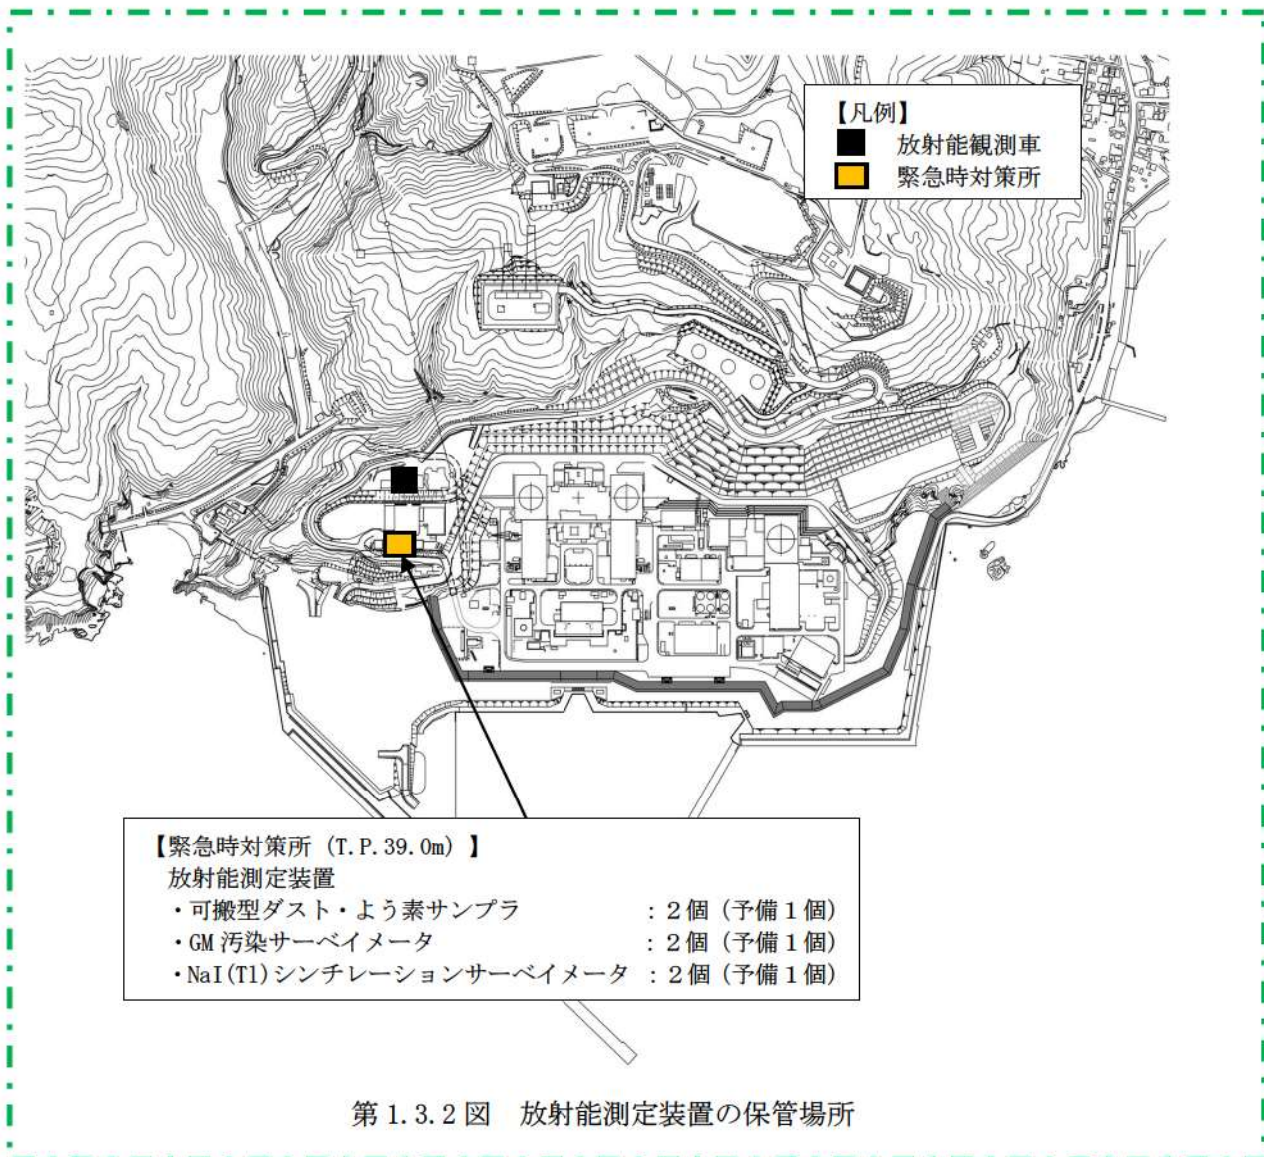 【凡例】
放射能観測車
緊急時対策所
【緊急時対策所（T.P.39.0m）】
放射能測定装置
・可搬型ダスト・よう素サンプラ ：２個（予備１個）
・GM 汚染サーベイメータ ：２個（予備１個）
・NaI(Tl)シンチレーションサーベイメータ ：２個（予備１個）
第 1.3.2 図 放射能測定装置の保管場所